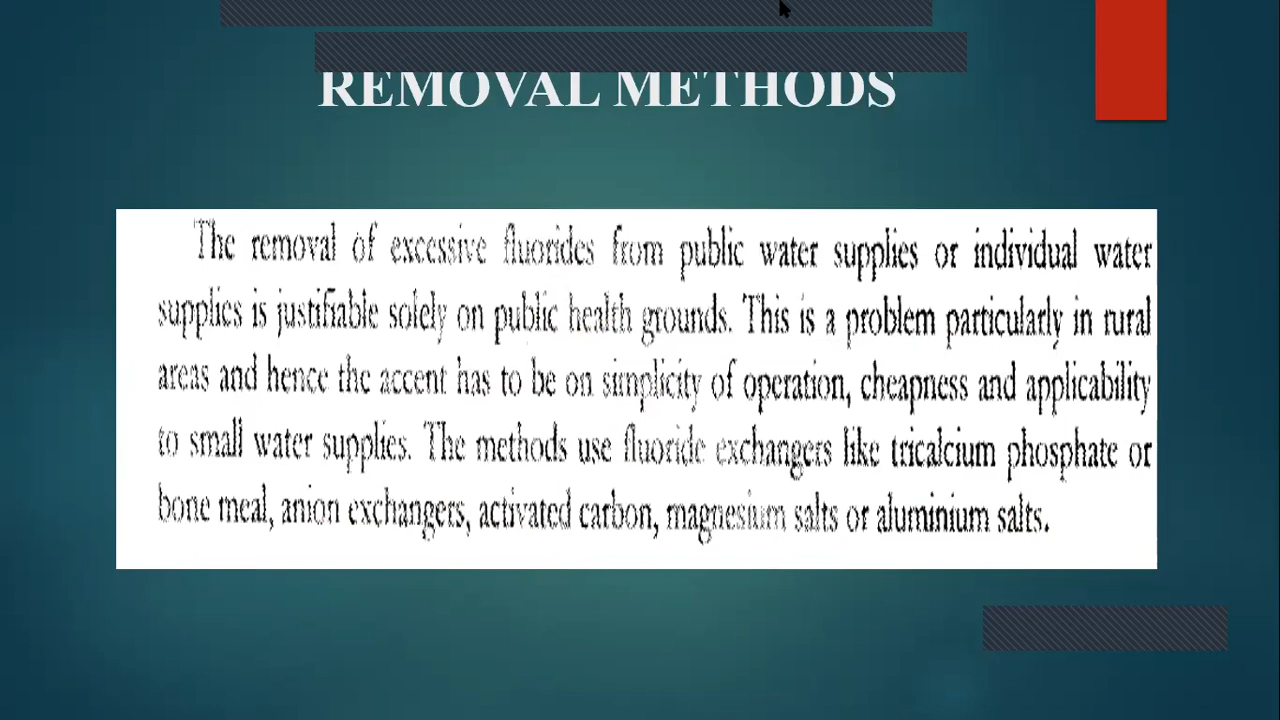 REMOVAL METHODS
The removal of excessive fluorides from public water supplies or individual water
supplies is justifiable solely on public health grounds. This is a problem particularly in rural
areas and hence the accent has to be on simplicity of operation, cheapness and applicability
to small water supplies. The methods use fluoride exchangers like tricalcium phosphate or
bone meal, anion exchangers, activated carbon, magnesium salts or aluminium salts.